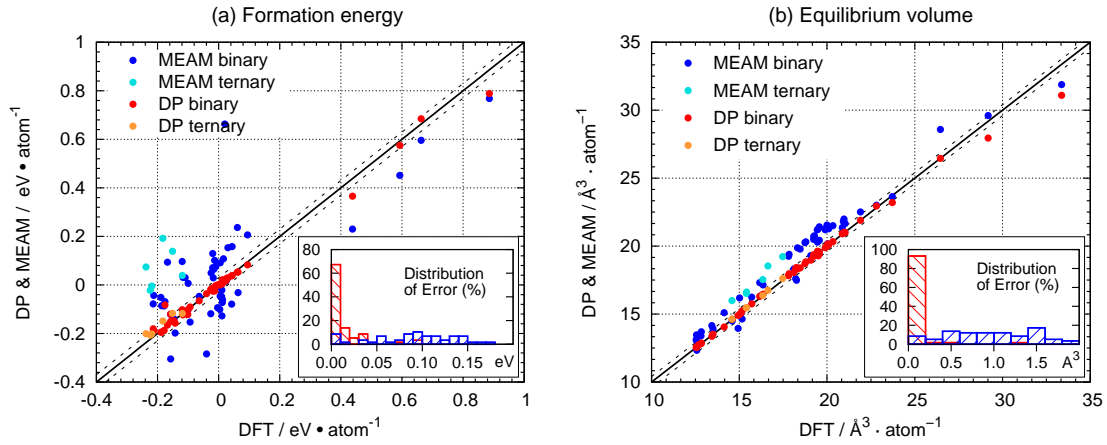 (a) Formation energy
1
0.8
0.6
0.4
0.2
0
-0.2
-0.4
-0.4 -0.2 0 0.2 0.4 0.6 0.8 1
DP & MEAM / eV • atom⁻¹
DFT / eV • atom⁻¹
MEAM binary
MEAM ternary
DP binary
DP ternary
80
60
40
20
0
Distribution
of Error (%)
0.00 0.05 0.10 0.15 eV
(b) Equilibrium volume
35
30
25
20
15
10
10 15 20 25 30 35
DP & MEAM / Å³ · atom⁻¹
DFT / Å³ · atom⁻¹
MEAM binary
MEAM ternary
DP binary
DP ternary
100
80
60
40
20
0
Distribution
of Error (%)
0.0 0.5 1.0 1.5 A³